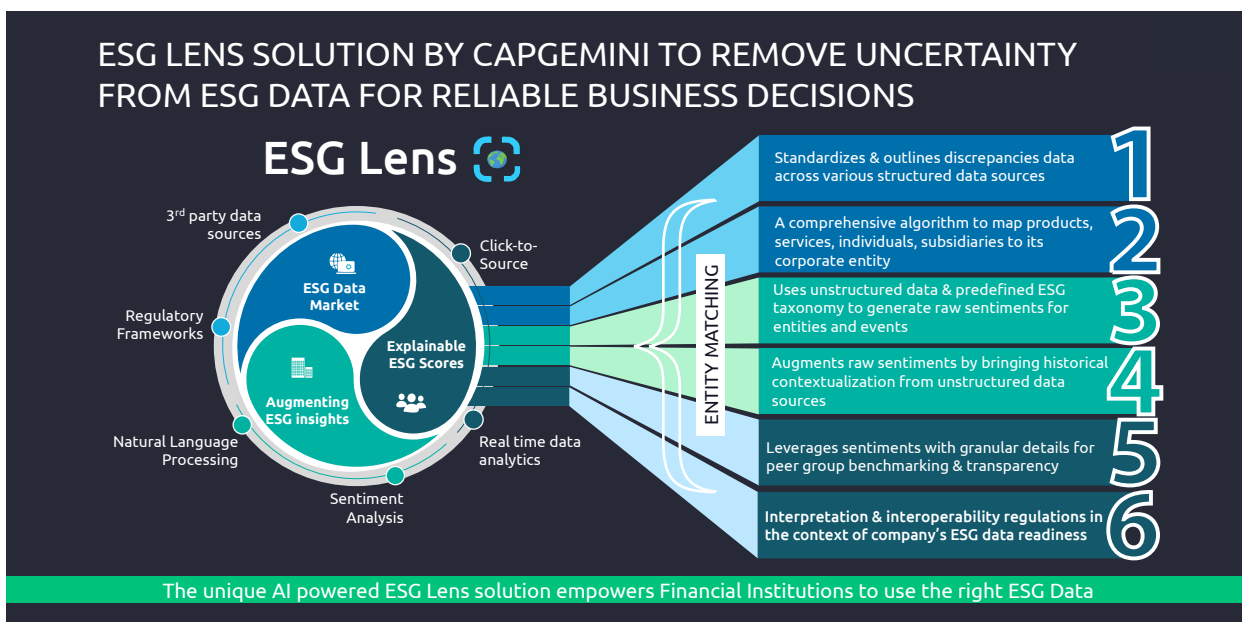 ESG LENS SOLUTION BY CAPGEMINI TO REMOVE UNCERTAINTY
FROM ESG DATA FOR RELIABLE BUSINESS DECISIONS
ESG Lens
3rd party data
sources
Regulatory
Frameworks
Natural Language
Processing
Sentiment
Analysis
Click-to-
Source
Real time data
analytics
ESG Data
Market
Explainable
ESG Scores
Augmenting
ESG insights
ENTITY MATCHING
Standardizes & outlines discrepancies data
across various structured data sources
1
A comprehensive algorithm to map products,
services, individuals, subsidiaries to its
corporate entity
2
Uses unstructured data & predefined ESG
taxonomy to generate raw sentiments for
entities and events
3
Augments raw sentiments by bringing historical
contextualization from unstructured data
sources
4
Leverages sentiments with granular details for
peer group benchmarking & transparency
5
Interpretation & interoperability regulations in
the context of company's ESG data readiness
6
The unique AI powered ESG Lens solution empowers Financial Institutions to use the right ESG Data